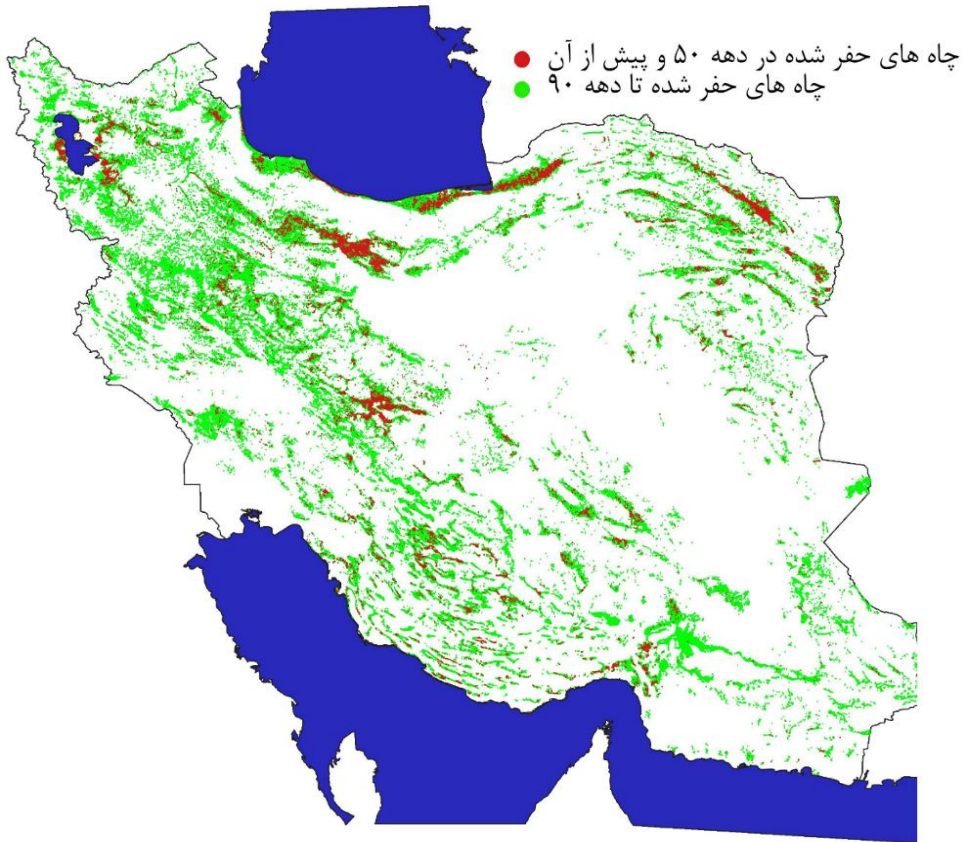 چاه های حفر شده در دهه ۵۰ و پیش از آن
چاه های حفر شده تا دهه ۹۰